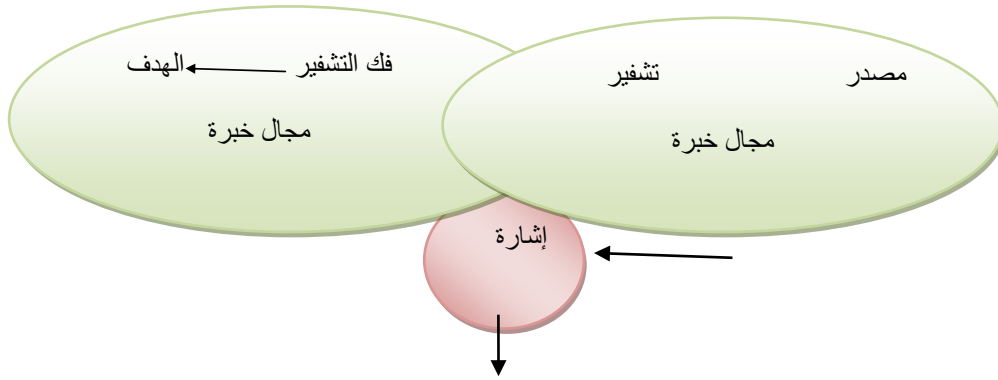 مصدر
تشفير
مجال خبرة
فك التشفير
الهدف
مجال خبرة
إشارة